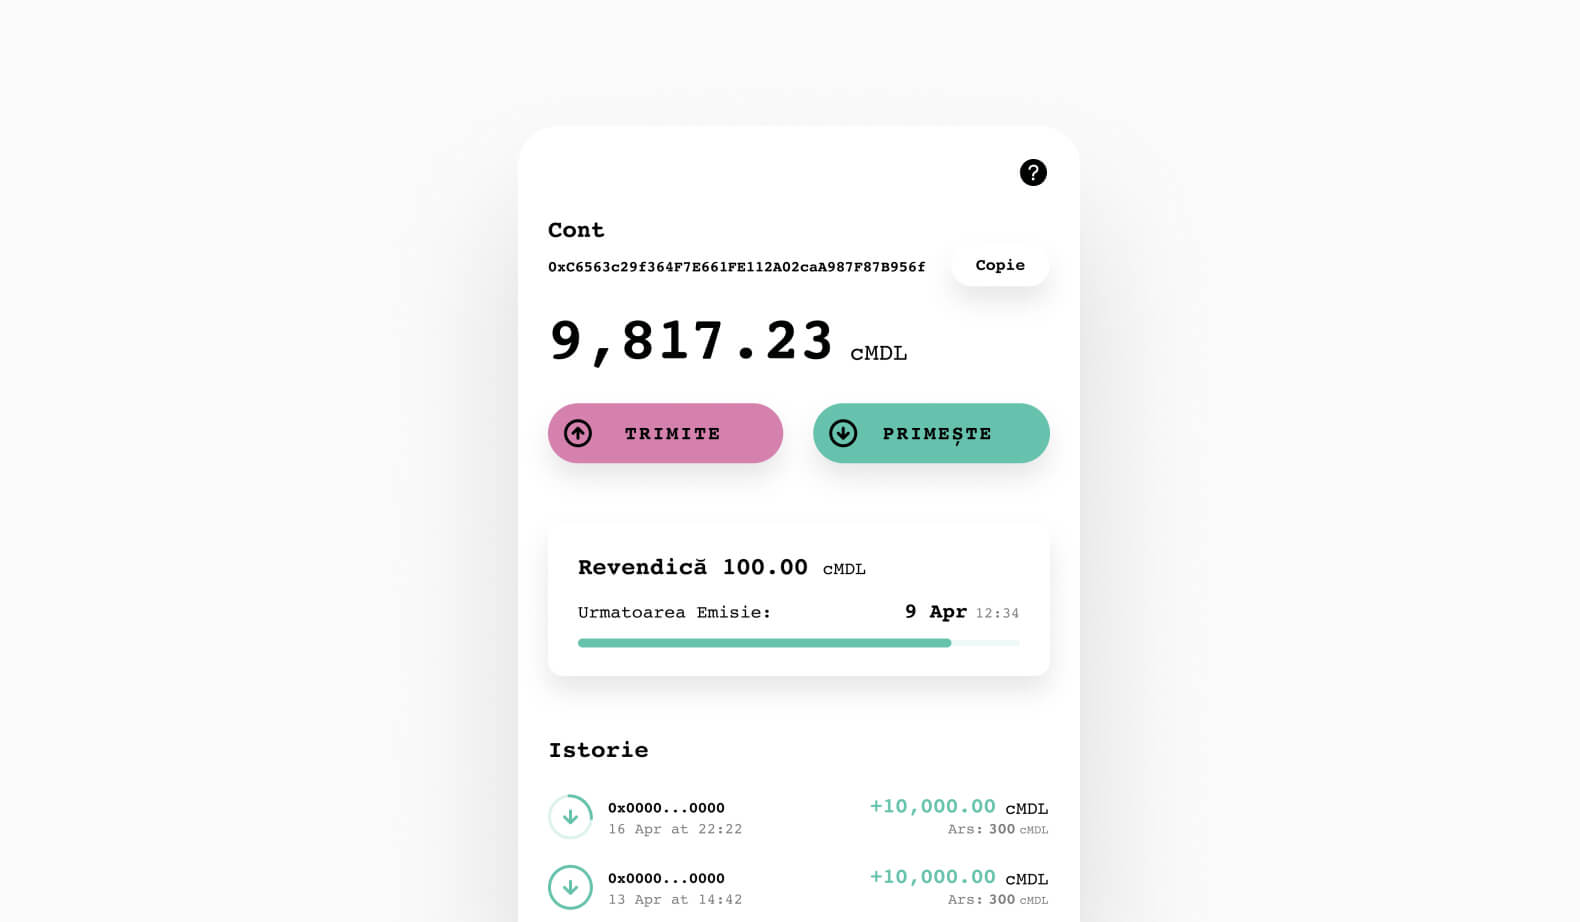 ?
Cont
0xC6563c29f364F7E661FE112A02caA987F87B956f Copie
9,817.23 cMDL
TRIMITE PRIMEȘTE
Revendică 100.00 cMDL
Urmatoarea Emisie: 9 Apr 12:34
Istorie
0x0000...0000 +10,000.00 cMDL
16 Apr at 22:22 Ars: 300 cMDL
0x0000...0000 +10,000.00 cMDL
13 Apr at 14:42 Ars: 300 cMDL